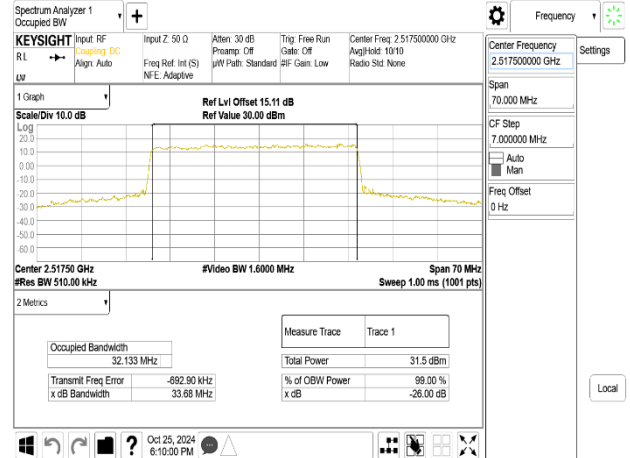 Spectrum Analyzer 1
Occupied BW
Frequency
KEYSIGHT
Input: RF
Input Z: 50 Ω
Atten: 30 dB
Trig: Free Run
Center Freq: 2.517500000 GHz
RL
Coupling: DC
Preamp: Off
Gate: Off
Avg|Hold: 10/10
Align: Auto
Freq Ref: Int (S)
µW Path: Standard
#IF Gain: Low
Radio Std: None
NFE: Adaptive
Center Frequency
2.517500000 GHz
Settings
Span
70.000 MHz
CF Step
7.000000 MHz
Auto
Man
Freq Offset
0 Hz
Local
1 Graph
Ref Lvl Offset 15.11 dB
Scale/Div 10.0 dB
Ref Value 30.00 dBm
Log
20.0
10.0
0.00
-10.0
-20.0
-30.0
-40.0
-50.0
-60.0
Center 2.51750 GHz
#Video BW 1.6000 MHz
Span 70 MHz
#Res BW 510.00 kHz
Sweep 1.00 ms (1001 pts)
2 Metrics
Measure Trace
Trace 1
Occupied Bandwidth
32.133 MHz
Total Power
31.5 dBm
Transmit Freq Error
-692.90 kHz
% of OBW Power
99.00 %
x dB Bandwidth
33.68 MHz
x dB
-26.00 dB
?
Oct 25, 2024
6:10:00 PM